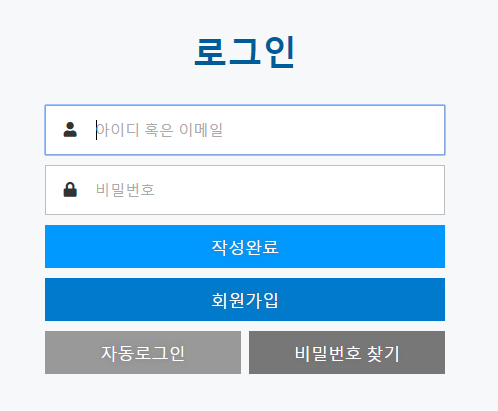 로그인
아이디 혹은 이메일
비밀번호
작성완료
회원가입
자동로그인
비밀번호 찾기